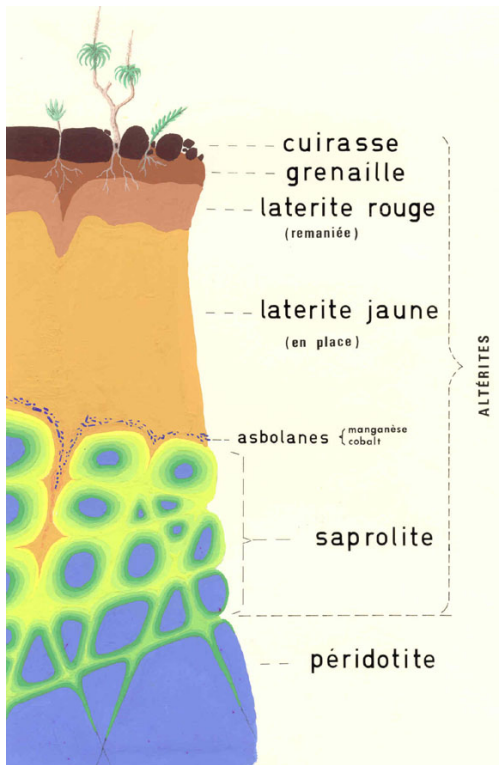 cuirasse
grenaille
laterite rouge
(remaniée)
laterite jaune
(en place)
ALTÉRITES
asbolanes { manganèse
cobalt
saprolite
péridotite